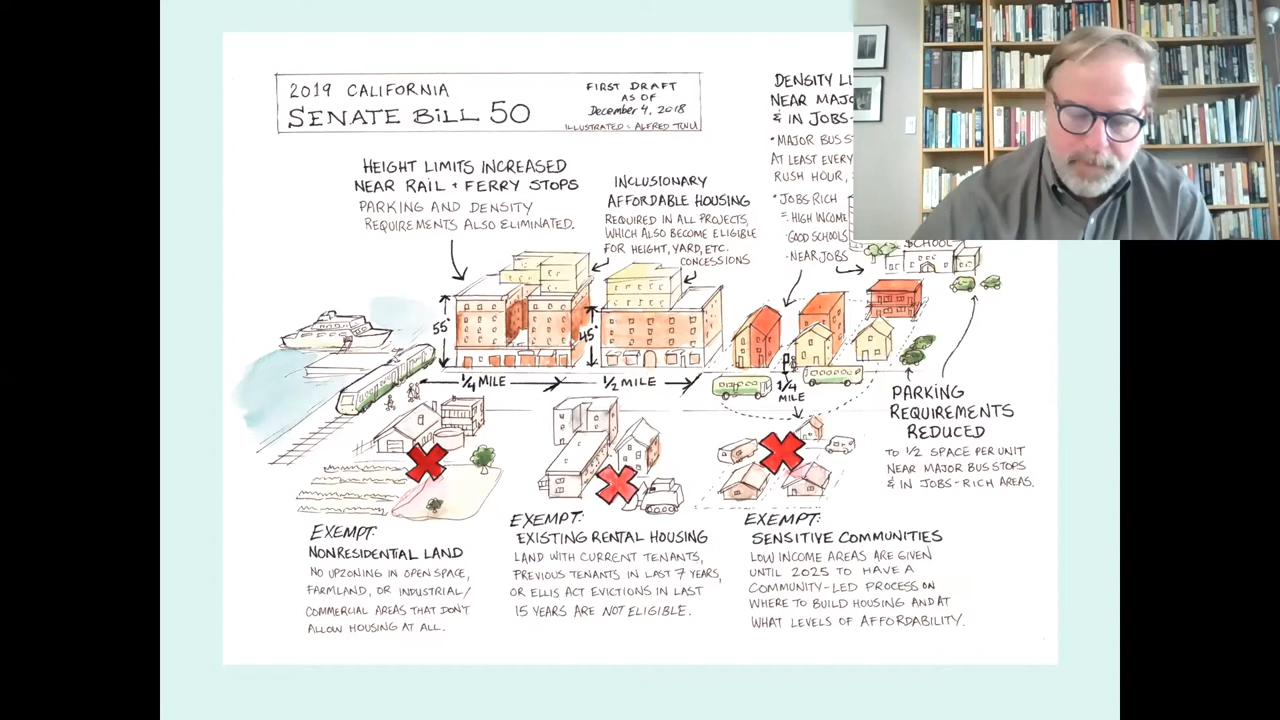 2019 CALIFORNIA
SENATE BILL 50
FIRST DRAFT
AS OF
December 4, 2018
ILLUSTRATED: ALFRED TWU
HEIGHT LIMITS INCREASED
NEAR RAIL + FERRY STOPS
PARKING AND DENSITY
REQUIREMENTS ALSO ELIMINATED.
INCLUSIONARY
AFFORDABLE HOUSING
REQUIRED IN ALL PROJECTS,
WHICH ALSO BECOME ELIGIBLE
FOR HEIGHT, YARD, ETC.
CONCESSIONS
DENSITY LI
NEAR MAJO
& IN JOBS-
• MAJOR BUS S
AT LEAST EVERY
RUSH HOUR,
• JOBS RICH
= HIGH INCOME
· GOOD SCHOOLS
· NEAR JOBS
SCHOOL
55'
45'
1/4 MILE
1/2 MILE
1/4
MILE
PARKING
REQUIREMENTS
REDUCED
TO 1/2 SPACE PER UNIT
NEAR MAJOR BUS STOPS
& IN JOBS-RICH AREAS.
EXEMPT:
NONRESIDENTIAL LAND
NO UPZONING IN OPEN SPACE,
FARMLAND, OR INDUSTRIAL/
COMMERCIAL AREAS THAT DON'T
ALLOW HOUSING AT ALL.
EXEMPT:
EXISTING RENTAL HOUSING
LAND WITH CURRENT TENANTS,
PREVIOUS TENANTS IN LAST 7 YEARS,
OR ELLIS ACT EVICTIONS IN LAST
15 YEARS ARE NOT ELIGIBLE.
EXEMPT:
SENSITIVE COMMUNITIES
LOW INCOME AREAS ARE GIVEN
UNTIL 2025 TO HAVE A
COMMUNITY-LED PROCESS ON
WHERE TO BUILD HOUSING AND AT
WHAT LEVELS OF AFFORDABILITY.